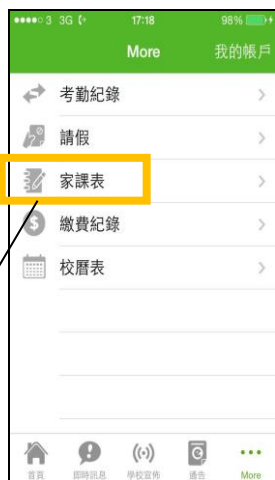 3 3G 17:18 98%
More 我的帳戶
考勤紀錄
請假
家課表
$ 繳費紀錄
校曆表
首頁 即時訊息 學校宣佈 通告 More